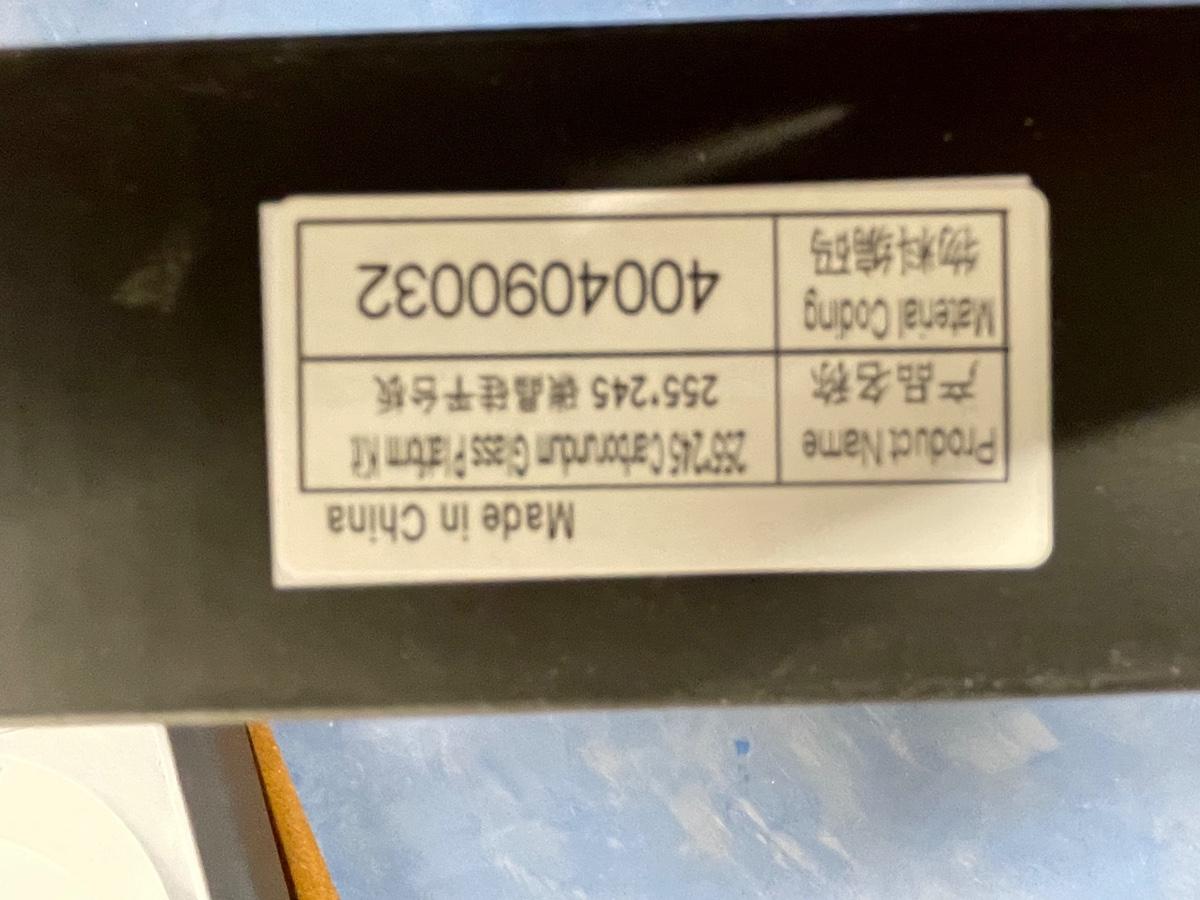 Made in China
Product Name
产品名称
255*245 Carborundum Glass Platform Kit
255*245 碳晶硅平台板
Material Coding
物料编码
4004090032